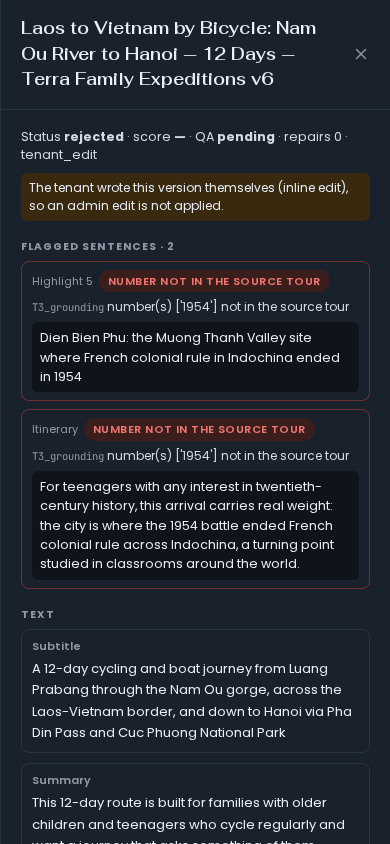 Laos to Vietnam by Bicycle: Nam
Ou River to Hanoi — 12 Days —
Terra Family Expeditions v6
×
Status rejected · score — · QA pending · repairs 0 ·
tenant_edit
The tenant wrote this version themselves (inline edit),
so an admin edit is not applied.
FLAGGED SENTENCES · 2
Highlight 5 NUMBER NOT IN THE SOURCE TOUR
T3_grounding number(s) ['1954'] not in the source tour
Dien Bien Phu: the Muong Thanh Valley site
where French colonial rule in Indochina ended
in 1954
Itinerary NUMBER NOT IN THE SOURCE TOUR
T3_grounding number(s) ['1954'] not in the source tour
For teenagers with any interest in twentieth-
century history, this arrival carries real weight:
the city is where the 1954 battle ended French
colonial rule across Indochina, a turning point
studied in classrooms around the world.
TEXT
Subtitle
A 12-day cycling and boat journey from Luang
Prabang through the Nam Ou gorge, across the
Laos-Vietnam border, and down to Hanoi via Pha
Din Pass and Cuc Phuong National Park
Summary
This 12-day route is built for families with older
children and teenagers who cycle regularly and
want a journey that asks something of them